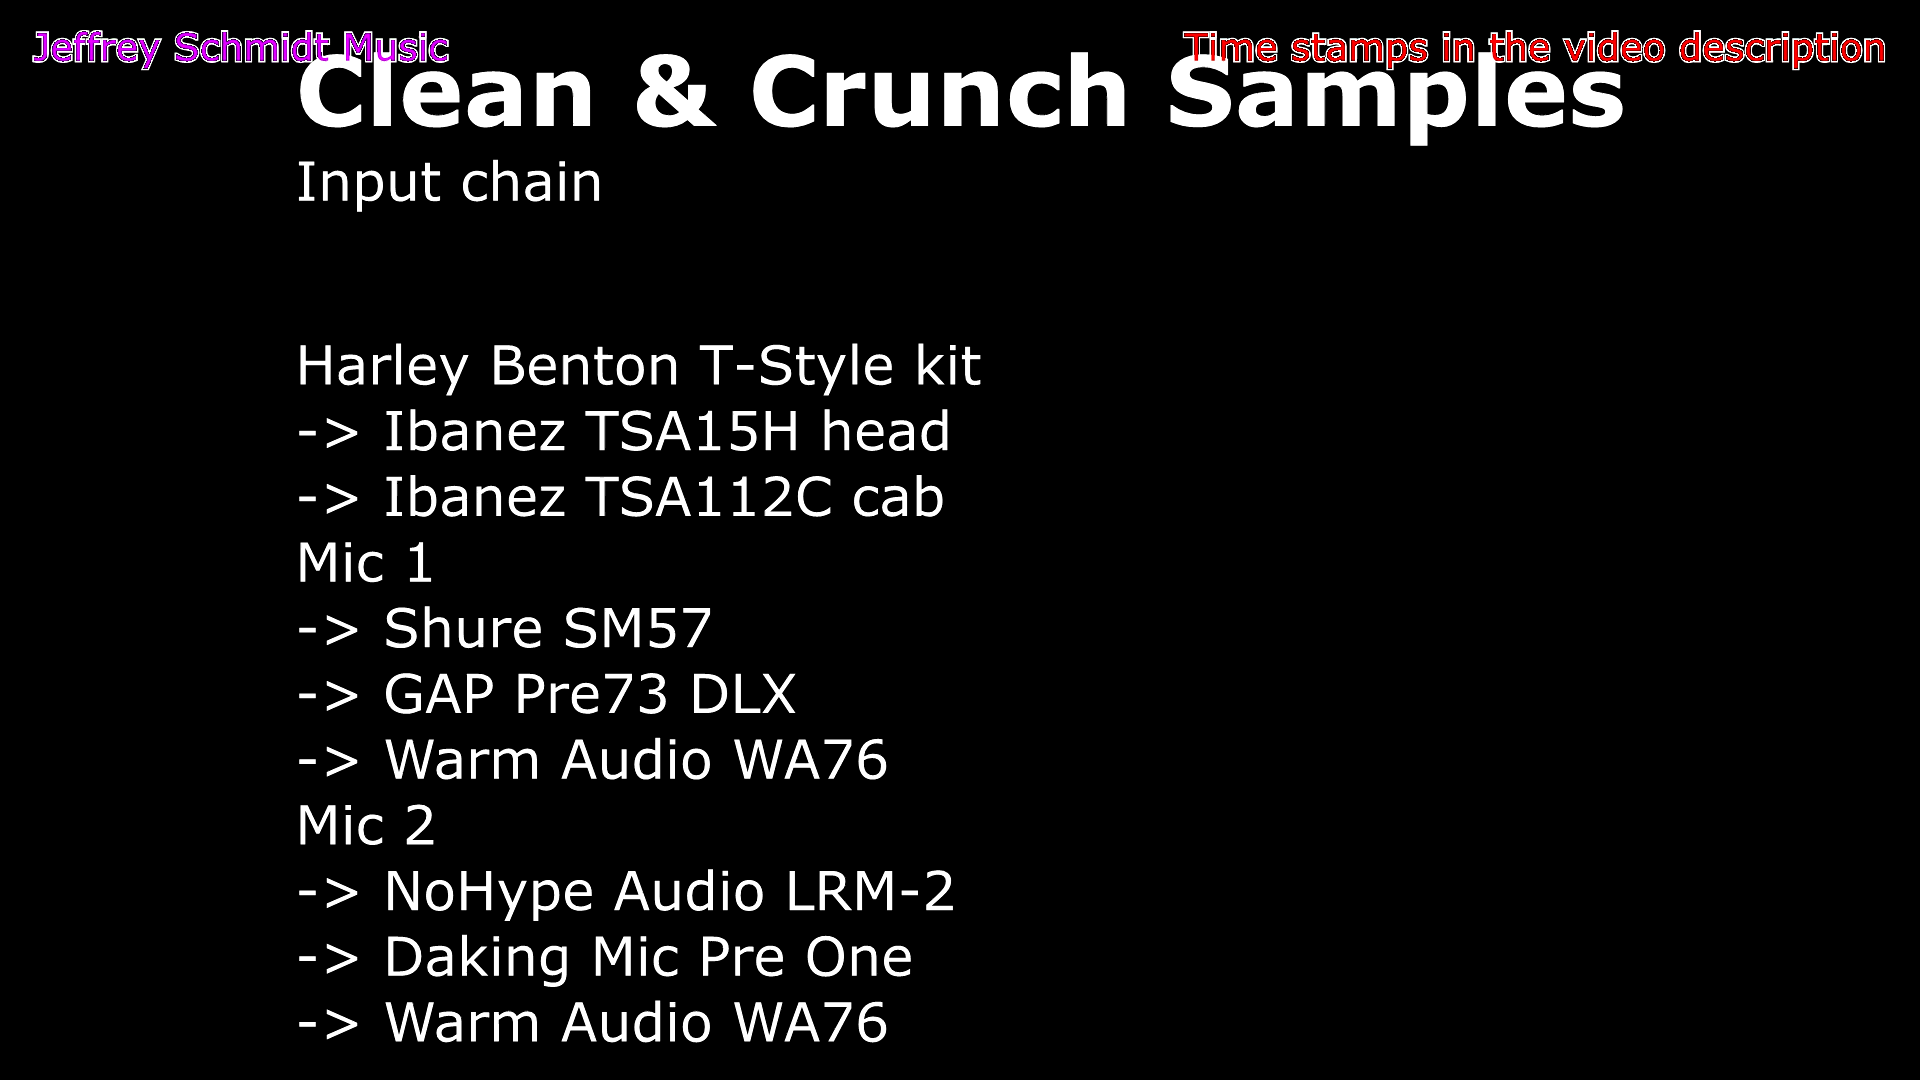 Jeffrey Schmidt Music
Time stamps in the video description
Clean & Crunch Samples
Input chain
Harley Benton T-Style kit
-> Ibanez TSA15H head
-> Ibanez TSA112C cab
Mic 1
-> Shure SM57
-> GAP Pre73 DLX
-> Warm Audio WA76
Mic 2
-> NoHype Audio LRM-2
-> Daking Mic Pre One
-> Warm Audio WA76